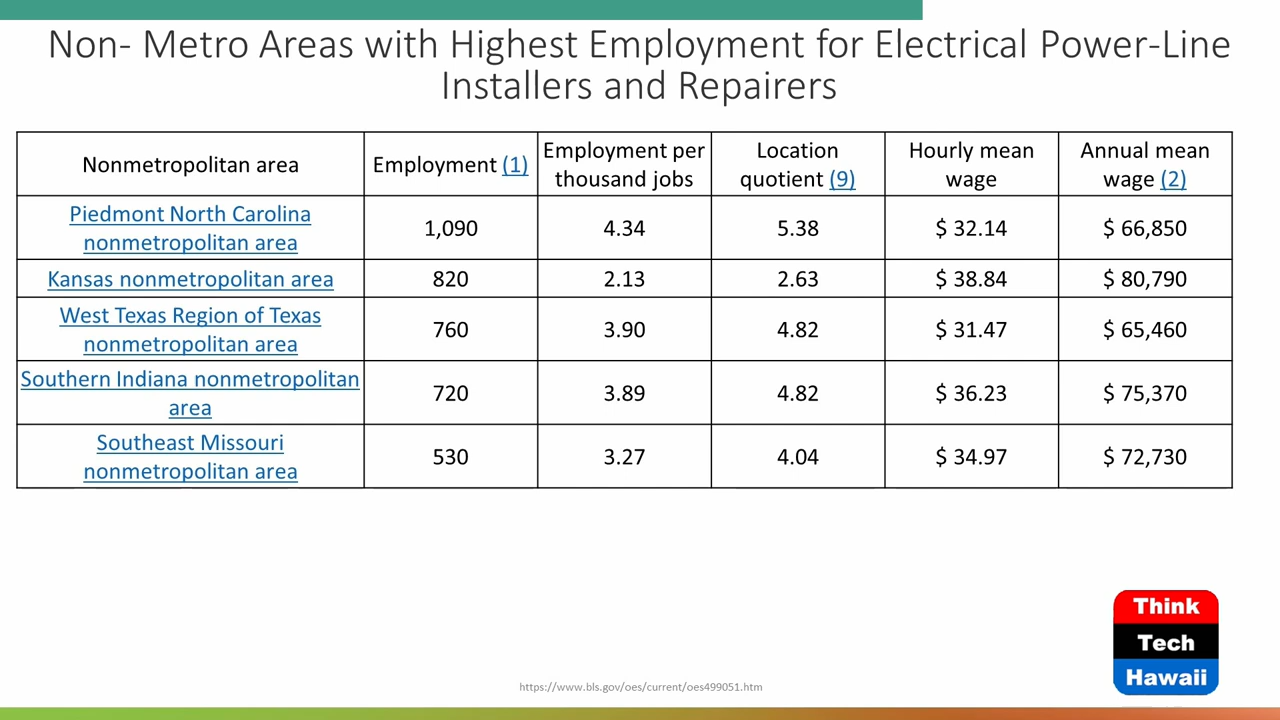 Non- Metro Areas with Highest Employment for Electrical Power-Line
Installers and Repairers
Nonmetropolitan area
Employment (1)
Employment per
thousand jobs
Location
quotient (9)
Hourly mean
wage
Annual mean
wage (2)
Piedmont North Carolina
nonmetropolitan area
1,090
4.34
5.38
$ 32.14
$ 66,850
Kansas nonmetropolitan area
820
2.13
2.63
$ 38.84
$ 80,790
West Texas Region of Texas
nonmetropolitan area
760
3.90
4.82
$ 31.47
$ 65,460
Southern Indiana nonmetropolitan
area
720
3.89
4.82
$ 36.23
$ 75,370
Southeast Missouri
nonmetropolitan area
530
3.27
4.04
$ 34.97
$ 72,730
Think
Tech
Hawaii
https://www.bls.gov/oes/current/oes499051.htm